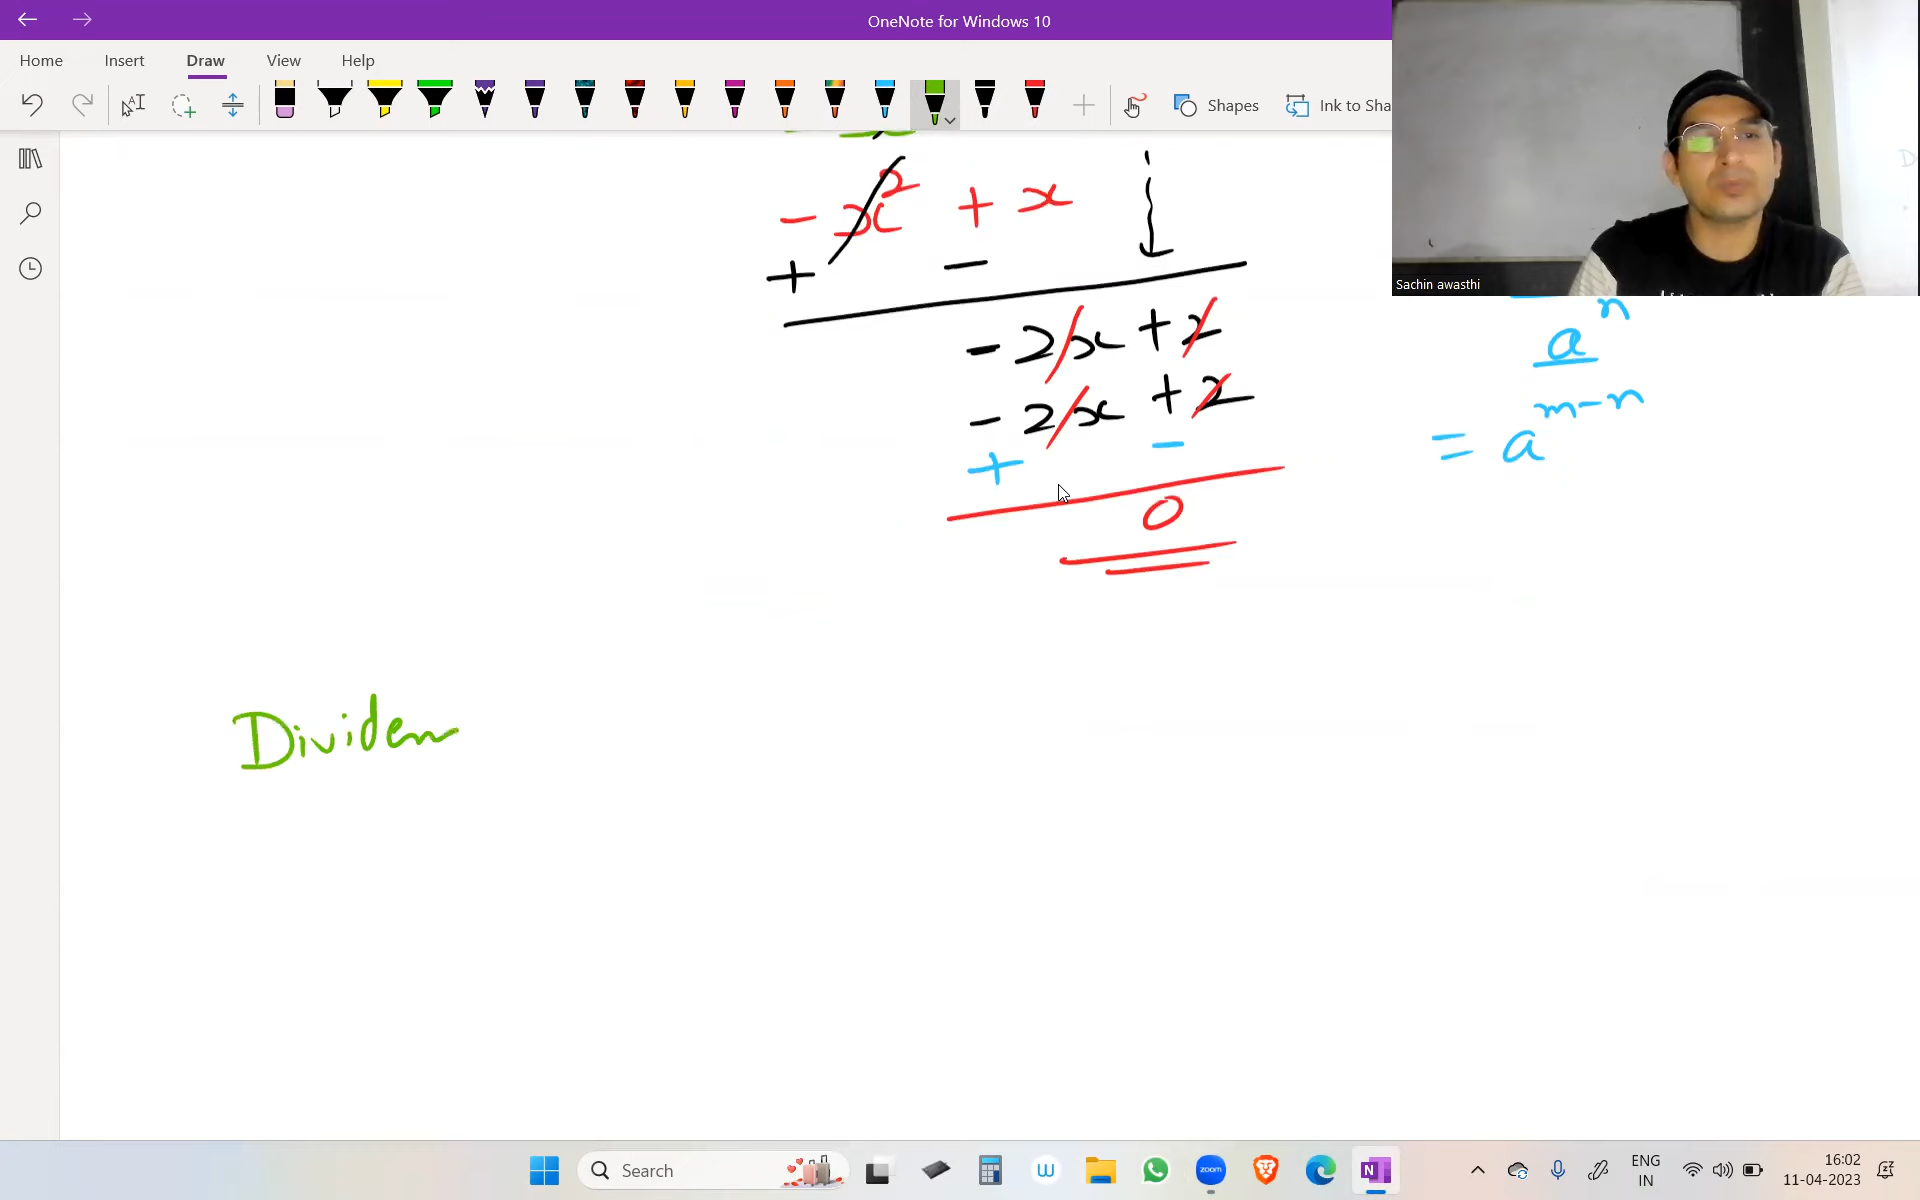 OneNote for Windows 10
Home Insert Draw View Help
Shapes Ink to Sha
- x² + x
+ -
Sachin awasthi
- 2x + 2
- 2x + 2
+ -
0
n
a
= a^{m-n}
Dividen
Search
zoom
ENG
IN
16:02
11-04-2023